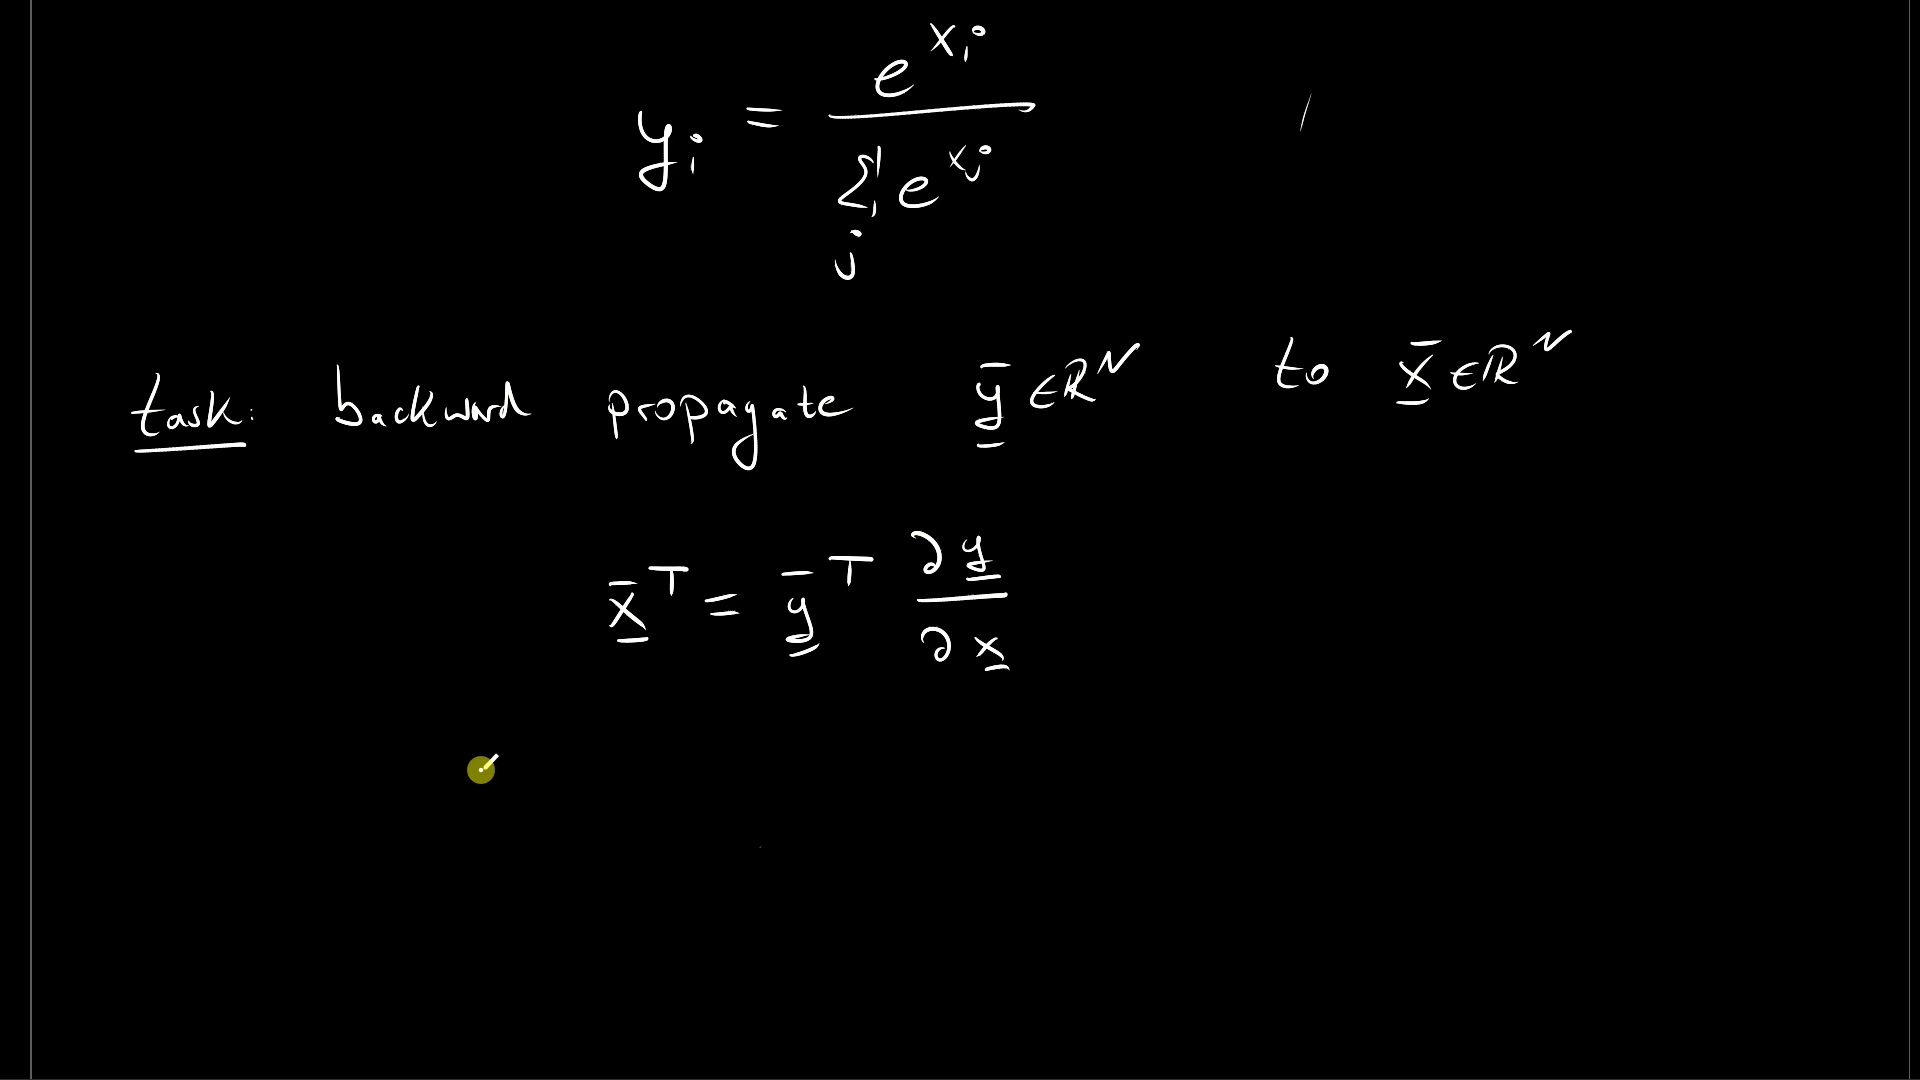 y_i = e^{x_i} / Σ_j e^{x_j}
task: backward propagate ȳ ∈ ℝ^N to x̄ ∈ ℝ^N
x̄^T = ȳ^T ∂y / ∂x